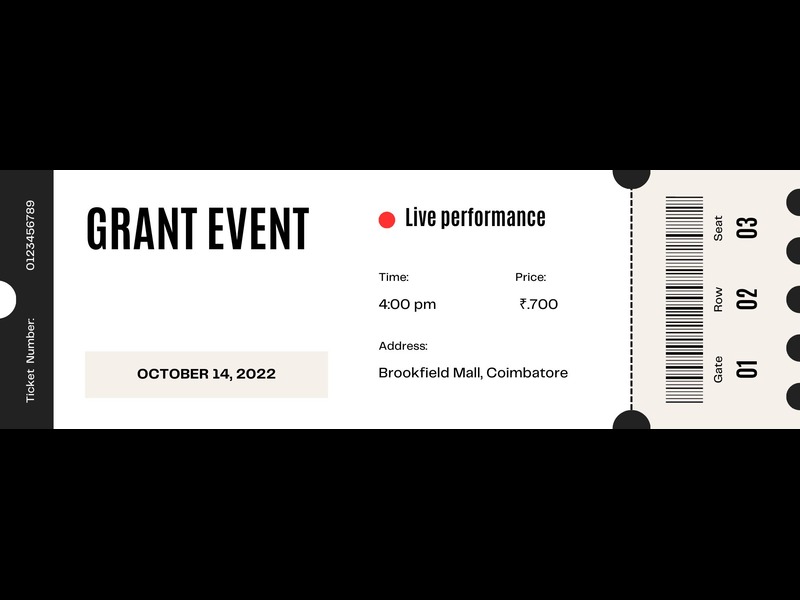 Ticket Number: 0123456789
GRANT EVENT
OCTOBER 14, 2022
Live performance
Time: Price:
4:00 pm ₹.700
Address:
Brookfield Mall, Coimbatore
Gate Row Seat
01 02 03